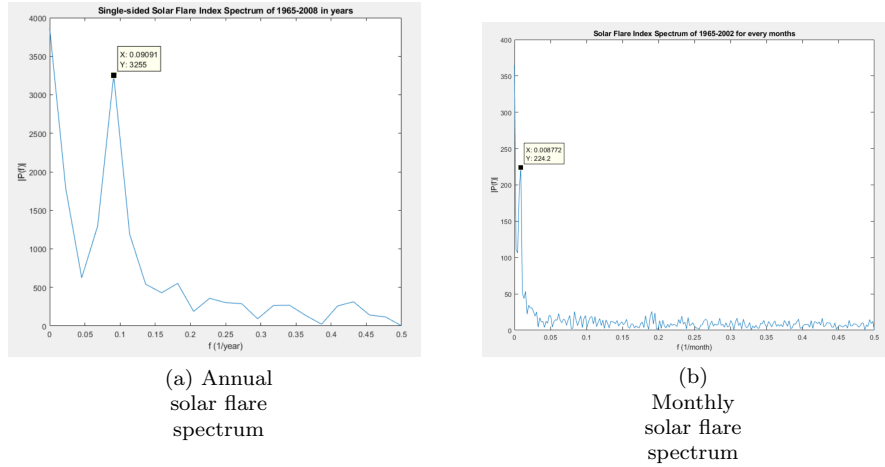 Single-sided Solar Flare Index Spectrum of 1965-2008 in years
4000
3500
3000
2500
2000
1500
1000
500
0
|P(f)|
X: 0.09091
Y: 3255
0 0.05 0.1 0.15 0.2 0.25 0.3 0.35 0.4 0.45 0.5
f (1/year)
(a) Annual
solar flare
spectrum
Solar Flare Index Spectrum of 1965-2002 for every months
400
350
300
250
200
150
100
50
0
|P(f)|
X: 0.008772
Y: 224.2
0 0.05 0.1 0.15 0.2 0.25 0.3 0.35 0.4 0.45 0.5
f (1/month)
(b)
Monthly
solar flare
spectrum